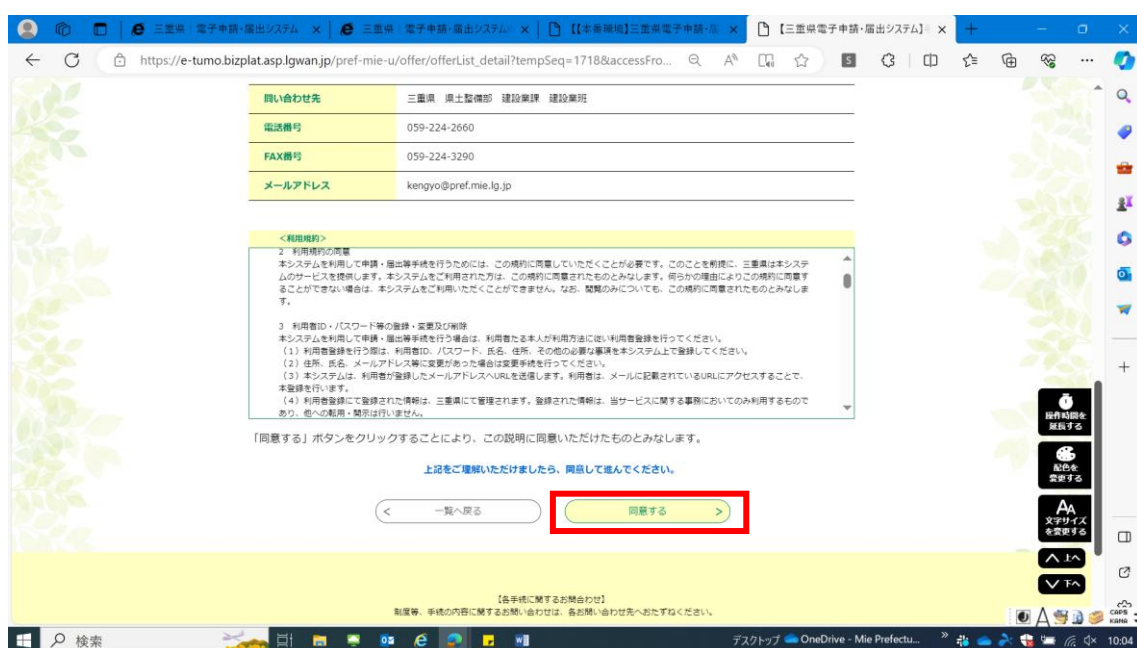 三重県｜電子申請・届出システム
三重県｜電子申請・届出システム
【【本番環境】三重県電子申請・届
【三重県電子申請・届出システム】
https://e-tumo.bizplat.asp.lgwan.jp/pref-mie-u/offer/offerList_detail?tempSeq=1718&accessFro...
問い合わせ先
三重県　県土整備部　建設業課　建設業班
電話番号
059-224-2660
FAX番号
059-224-3290
メールアドレス
kengyo@pref.mie.lg.jp
＜利用規約＞
2　利用規約の同意
本システムを利用して申請・届出等手続を行うためには、この規約に同意していただくことが必要です。このことを前提に、三重県は本システ
ムのサービスを提供します。本システムをご利用された方は、この規約に同意されたものとみなします。何らかの理由によりこの規約に同意す
ることができない場合は、本システムをご利用いただくことができません。なお、閲覧のみについても、この規約に同意されたものとみなしま
す。
3　利用者ID・パスワード等の登録・変更及び削除
本システムを利用して申請・届出等手続を行う場合は、利用者たる本人が利用方法に従い利用者登録を行ってください。
（1）利用者登録を行う際は、利用者ID、パスワード、氏名、住所、その他の必要な事項を本システム上で登録してください。
（2）住所、氏名、メールアドレス等に変更があった場合は変更手続を行ってください。
（3）本システムは、利用者が登録したメールアドレスへURLを送信します。利用者は、メールに記載されているURLにアクセスすることで、
本登録を行います。
（4）利用者登録にて登録された情報は、三重県にて管理されます。登録された情報は、当サービスに関する事務においてのみ利用するもので
あり、他への転用・開示は行いません。
「同意する」ボタンをクリックすることにより、この説明に同意いただけたものとみなします。
上記をご理解いただけましたら、同意して進んでください。
一覧へ戻る
同意する
操作時間を
延長する
配色を
変更する
AA
文字サイズ
を変更する
上へ
下へ
【各手続に関するお問合わせ】
制度等、手続の内容に関するお問い合わせは、各お問い合わせ先へおたずねください。
A
CAPS
KANA
検索
デスクトップ
OneDrive - Mie Prefectu...
10:04